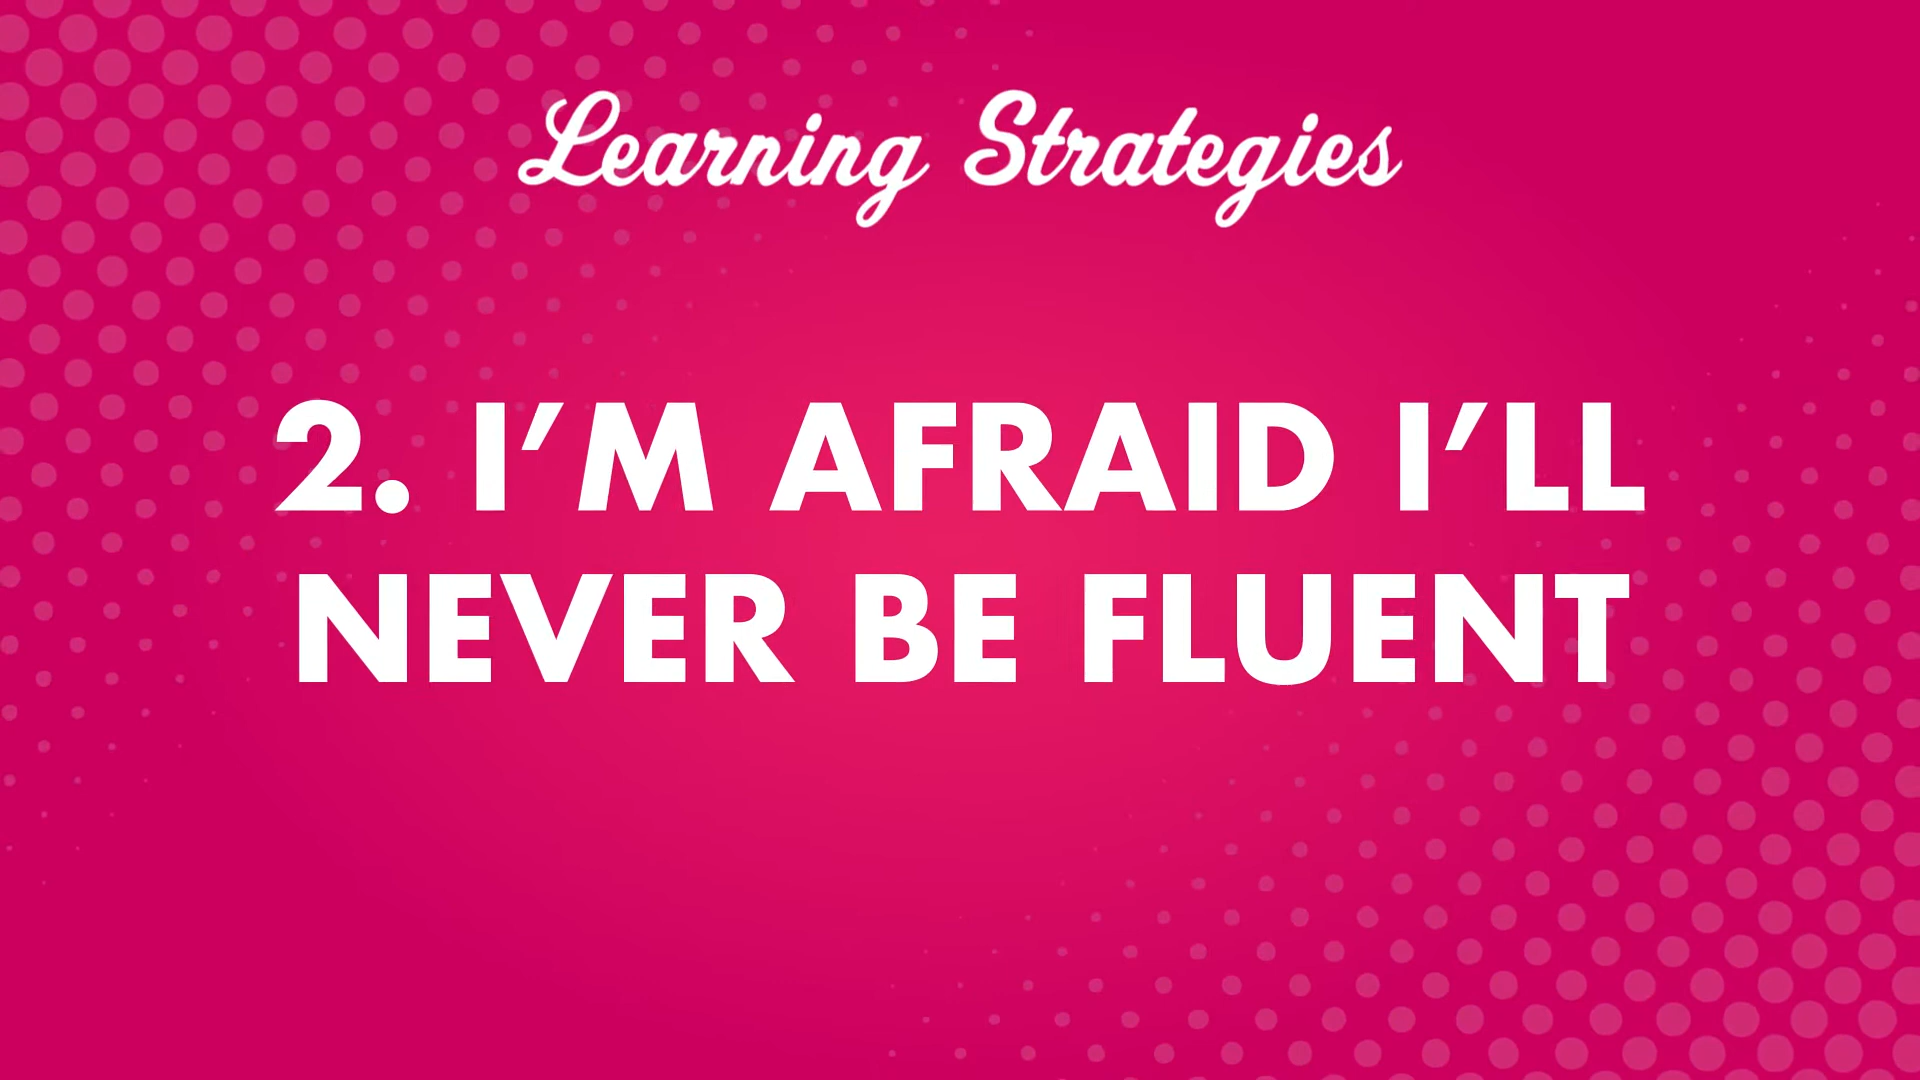 Learning Strategies
2. I’M AFRAID I’LL
NEVER BE FLUENT